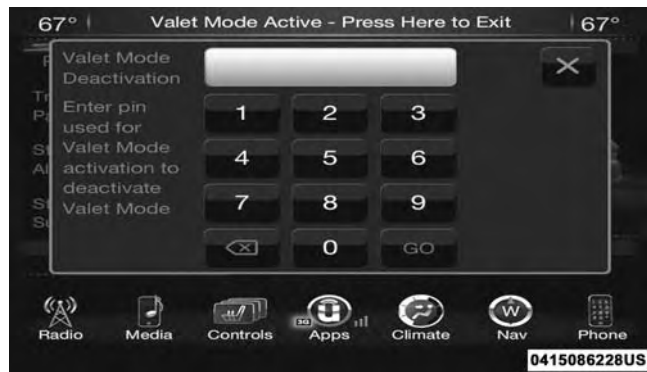 67° Valet Mode Active - Press Here to Exit 67°
Valet Mode
Deactivation
Enter pin
used for
Valet Mode
activation to
deactivate
Valet Mode
1 2 3
4 5 6
7 8 9
0 GO
3G
W
Radio Media Controls Apps Climate Nav Phone
0415086228US